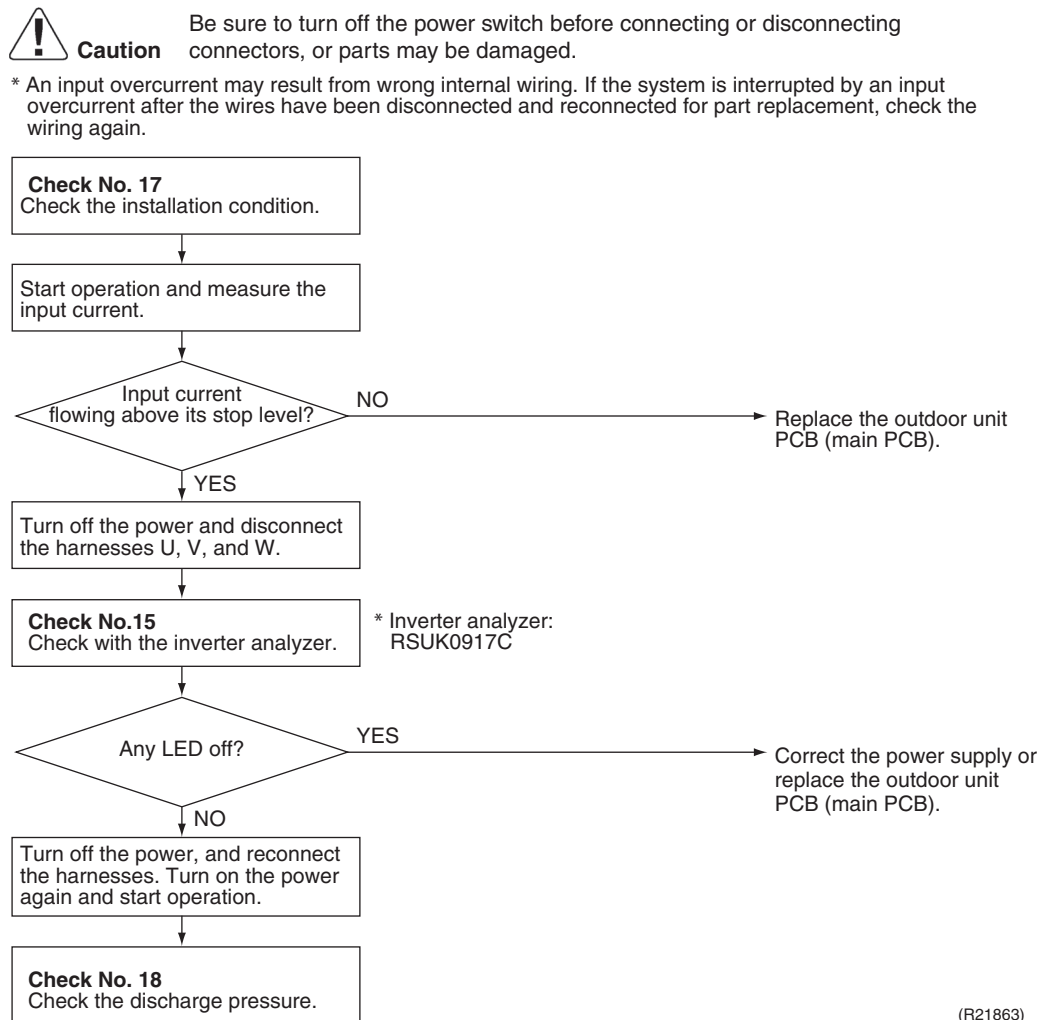 Be sure to turn off the power switch before connecting or disconnecting
Caution connectors, or parts may be damaged.
* An input overcurrent may result from wrong internal wiring. If the system is interrupted by an input
overcurrent after the wires have been disconnected and reconnected for part replacement, check the
wiring again.
Check No. 17
Check the installation condition.
Start operation and measure the
input current.
Input current
flowing above its stop level?
NO
Replace the outdoor unit
PCB (main PCB).
YES
Turn off the power and disconnect
the harnesses U, V, and W.
Check No.15
Check with the inverter analyzer.
* Inverter analyzer:
RSUK0917C
Any LED off?
YES
Correct the power supply or
replace the outdoor unit
PCB (main PCB).
NO
Turn off the power, and reconnect
the harnesses. Turn on the power
again and start operation.
Check No. 18
Check the discharge pressure.
(R21863)